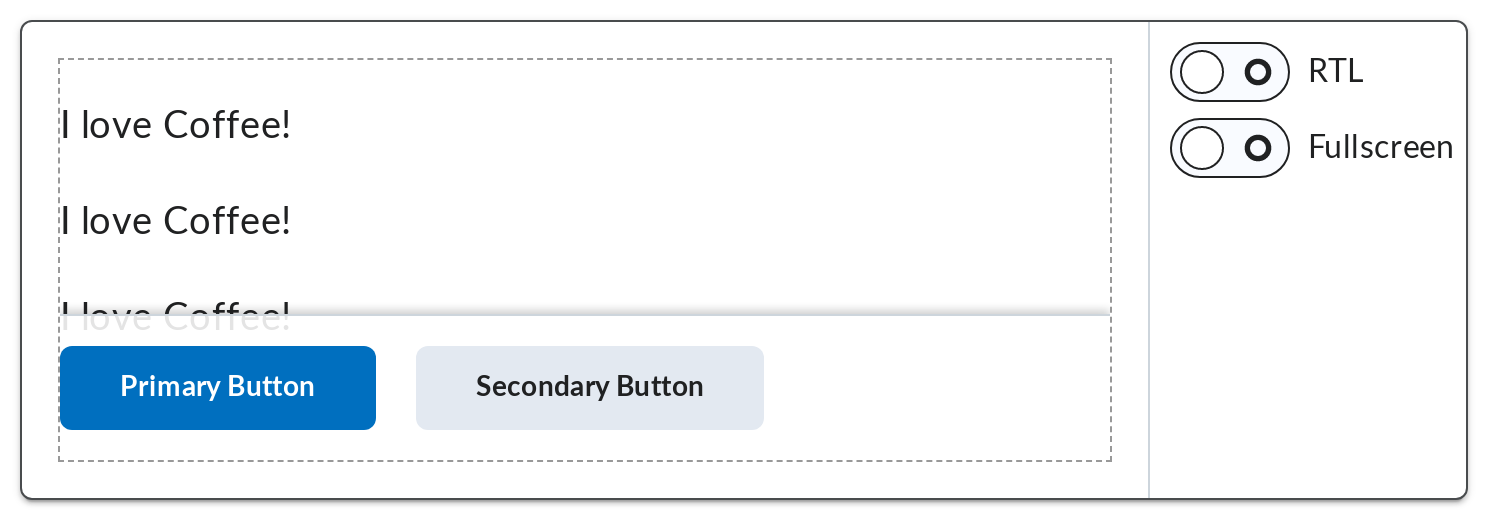 I love Coffee!
I love Coffee!
I love Coffee!
Primary Button
Secondary Button
RTL
Fullscreen